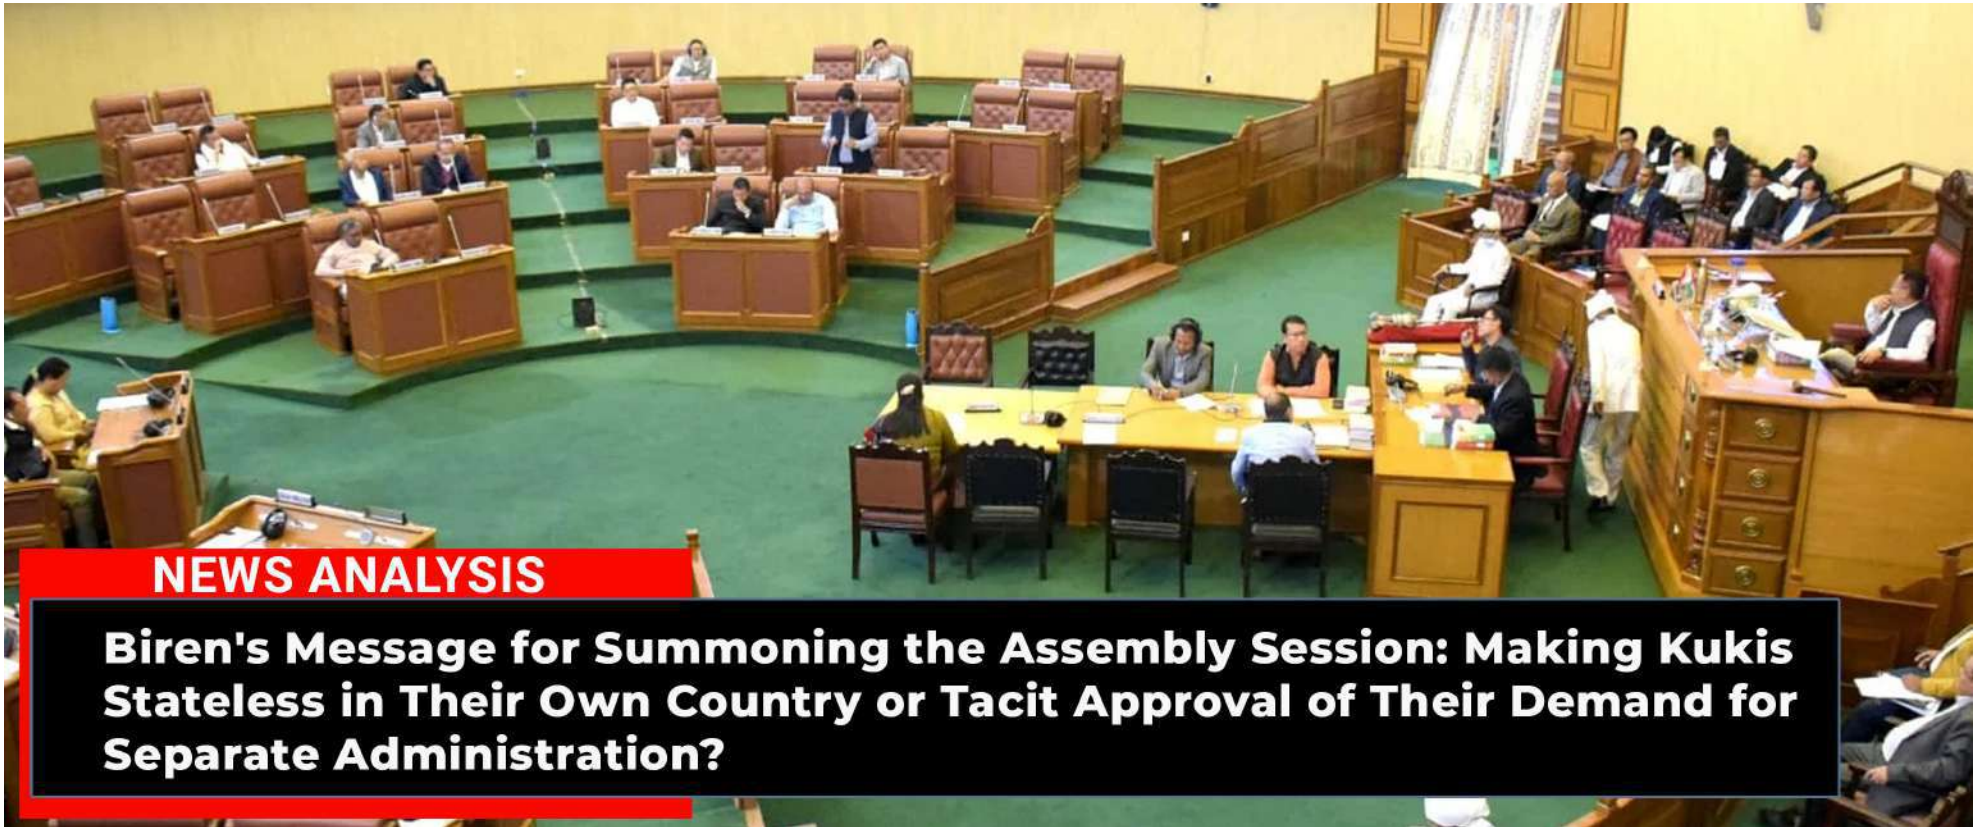 NEWS ANALYSIS
Biren's Message for Summoning the Assembly Session: Making Kukis
Stateless in Their Own Country or Tacit Approval of Their Demand for
Separate Administration?